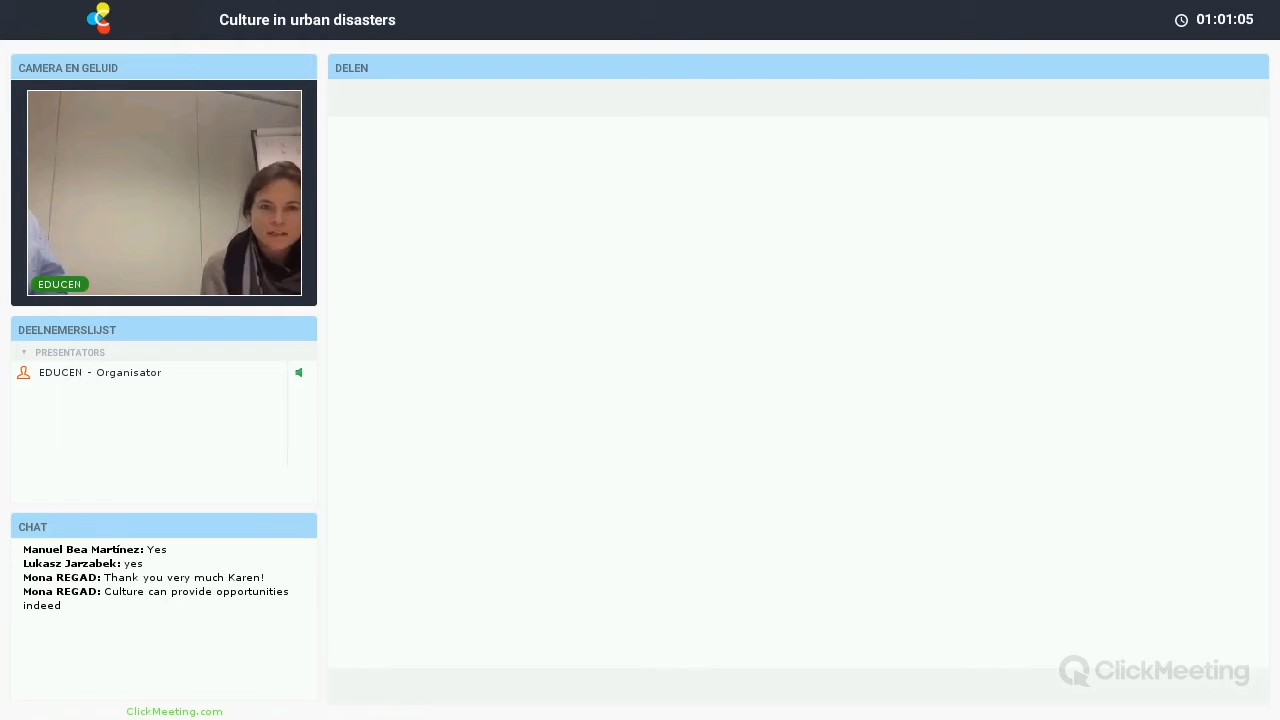 Culture in urban disasters
01:01:05
CAMERA EN GELUID
EDUCEN
DEELNEMERSLIJST
PRESENTATORS
EDUCEN - Organisator
CHAT
Manuel Bea Martínez: Yes
Lukasz Jarzabek: yes
Mona REGAD: Thank you very much Karen!
Mona REGAD: Culture can provide opportunities
indeed
ClickMeeting.com
DELEN
ClickMeeting